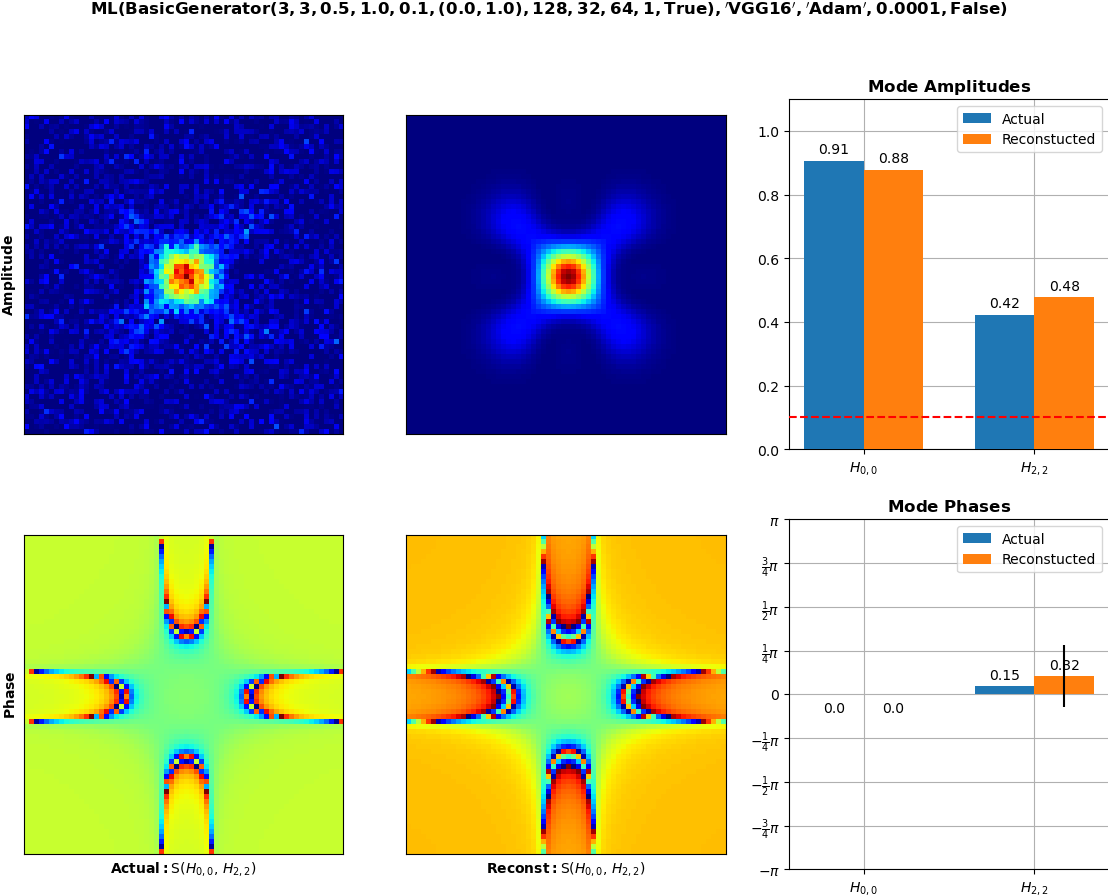 ML(BasicGenerator(3, 3, 0.5, 1.0, 0.1, (0.0, 1.0), 128, 32, 64, 1, True), ′VGG16′, ′Adam′, 0.0001, False)
Amplitude
Mode Amplitudes
Actual
Reconstucted
1.0
0.8
0.6
0.4
0.2
0.0
0.91
0.88
0.42
0.48
H0,0
H2,2
Phase
Actual: S(H0,0, H2,2)
Reconst: S(H0,0, H2,2)
Mode Phases
Actual
Reconstucted
π
3/4π
1/2π
1/4π
0
−1/4π
−1/2π
−3/4π
−π
0.0
0.0
0.15
0.32
H0,0
H2,2